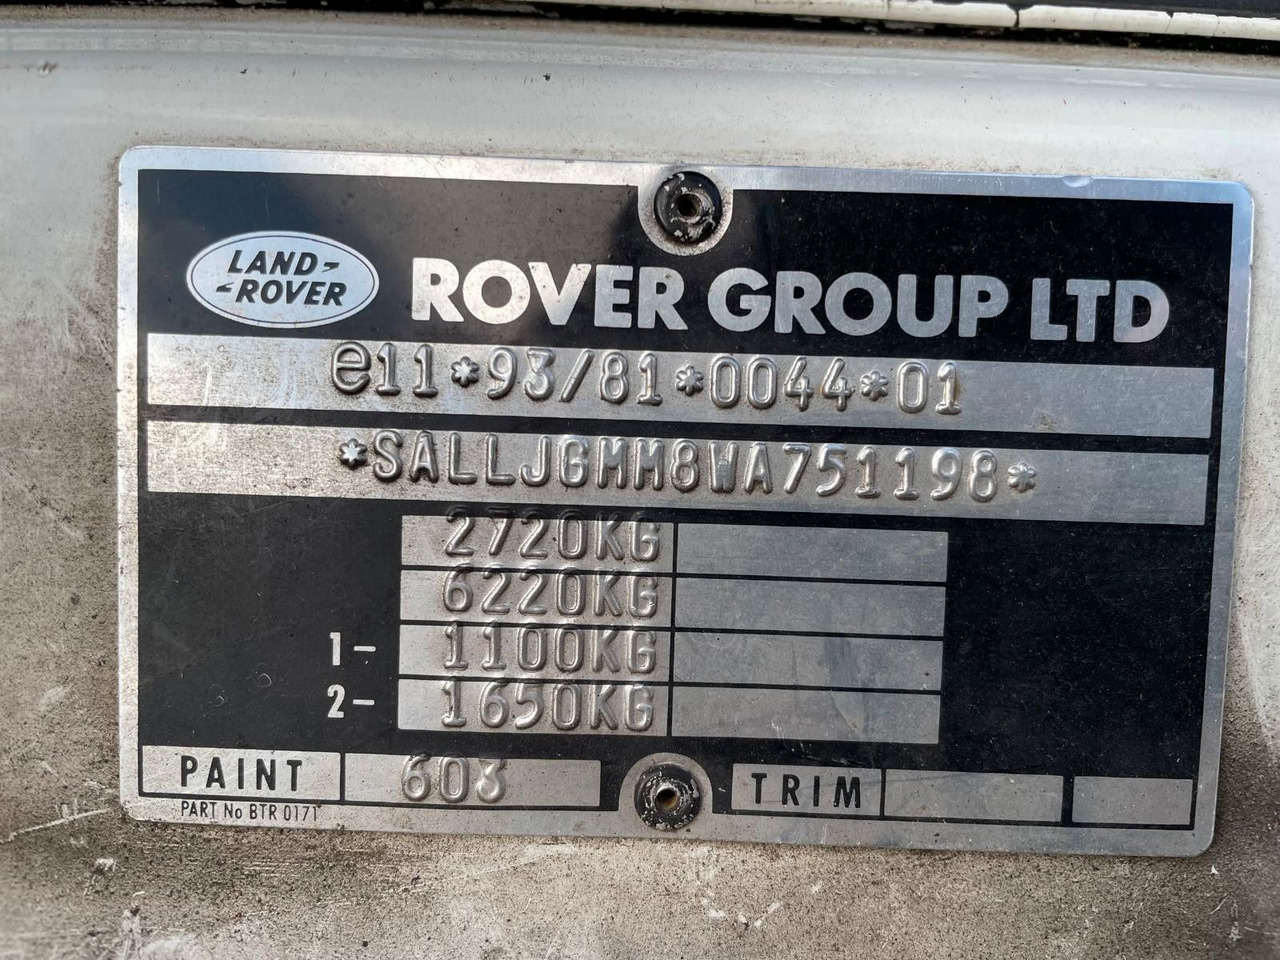 LAND-
-ROVER
ROVER GROUP LTD
e11*93/81*0044*01
*SALLJGMM8WA751198*
2720KG
6220KG
1- 1100KG
2- 1650KG
PAINT 603 TRIM
PART No BTR 0171